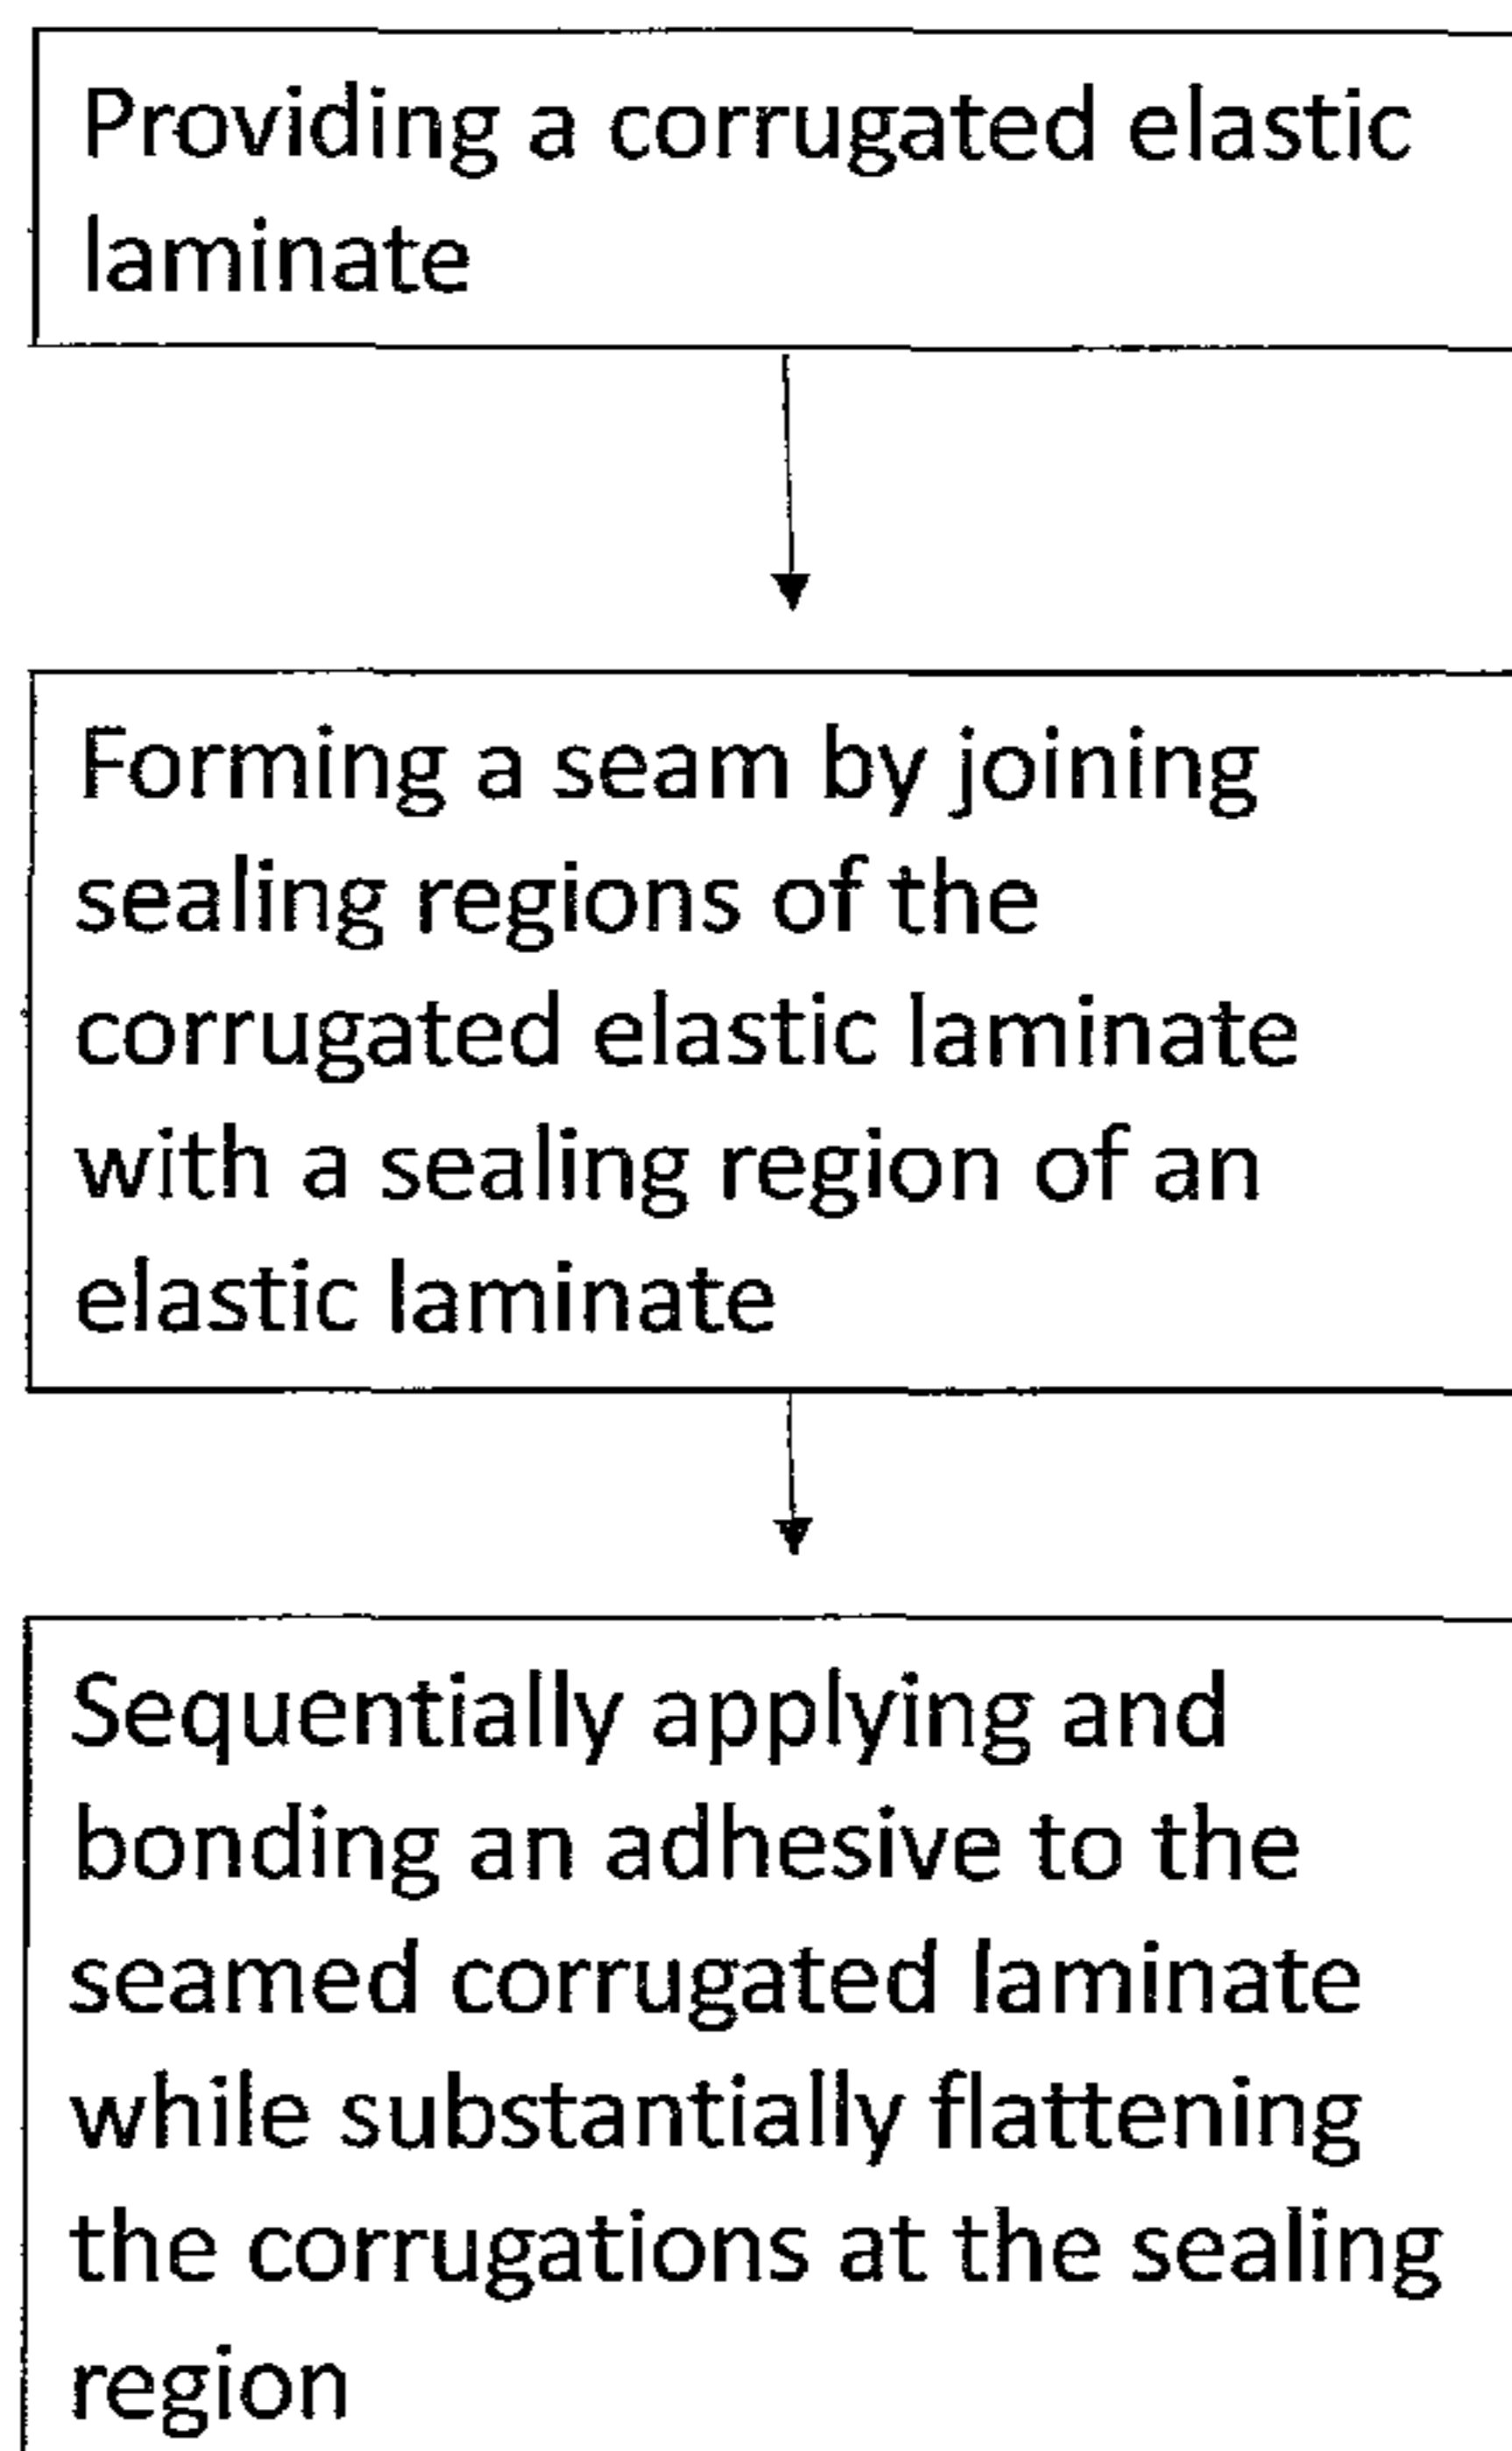 Providing a corrugated elastic
laminate
Forming a seam by joining
sealing regions of the
corrugated elastic laminate
with a sealing region of an
elastic laminate
Sequentially applying and
bonding an adhesive to the
seamed corrugated laminate
while substantially flattening
the corrugations at the sealing
region